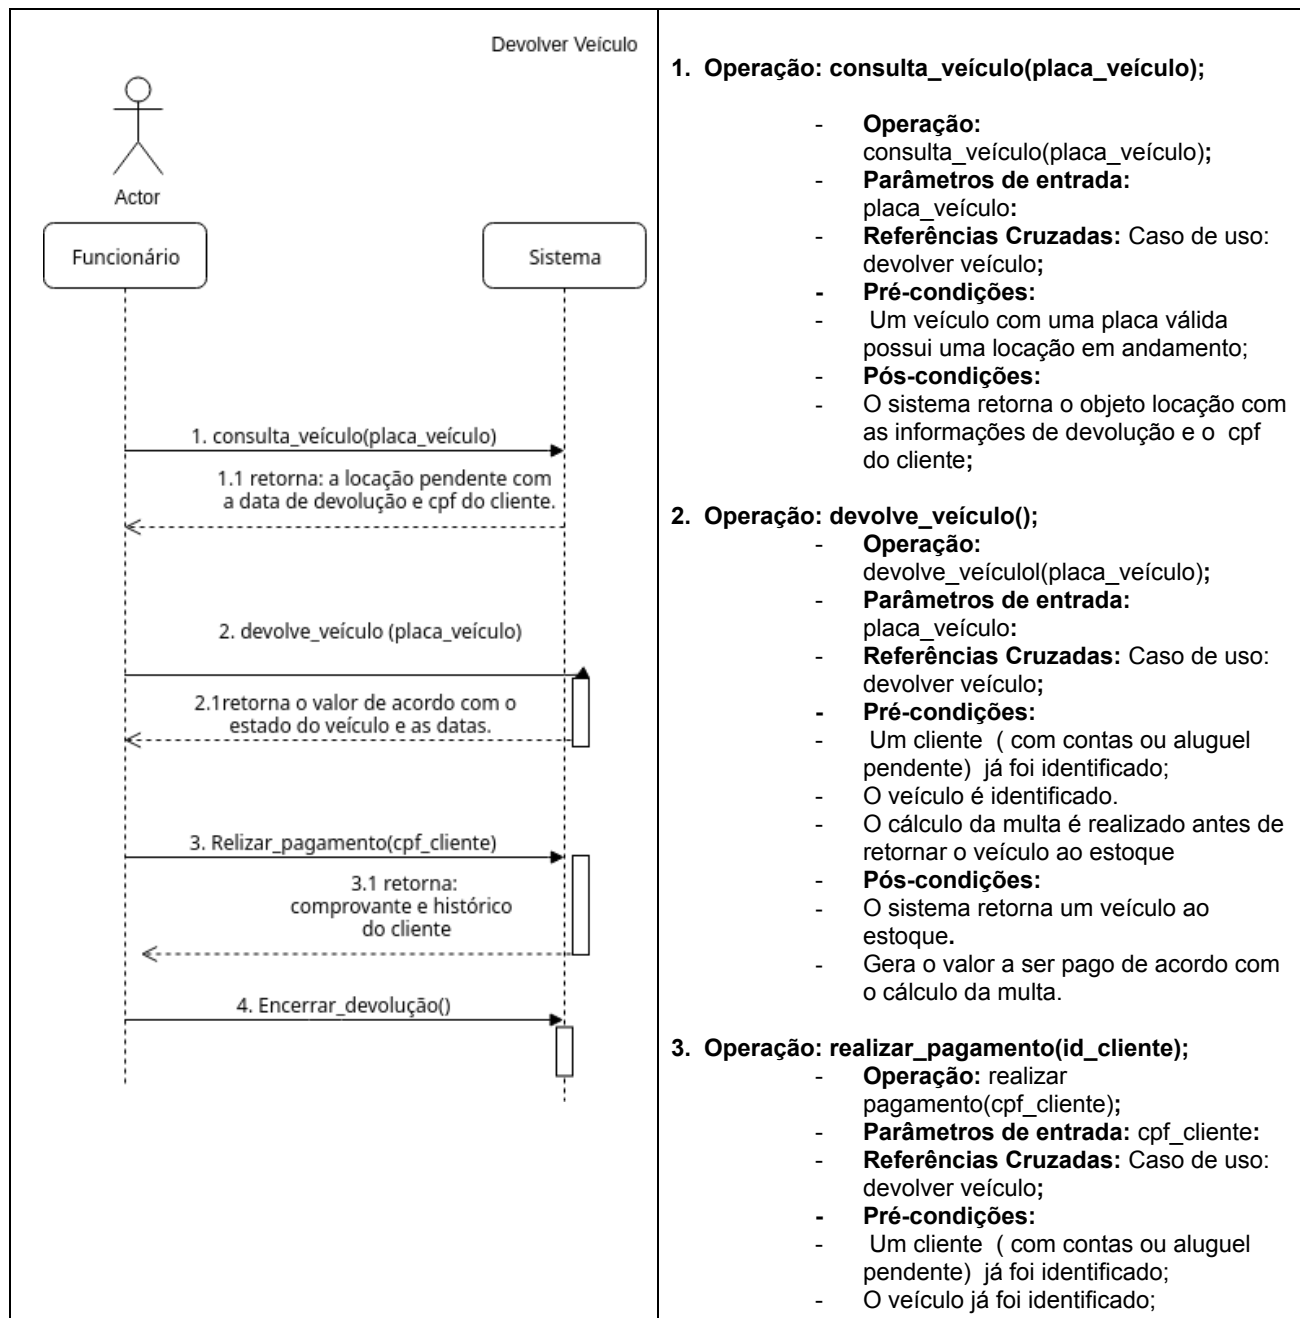 Devolver Veículo
Actor
Funcionário
Sistema
1. consulta_veículo(placa_veículo)
1.1 retorna: a locação pendente com
a data de devolução e cpf do cliente.
2. devolve_veículo (placa_veículo)
2.1retorna o valor de acordo com o
estado do veículo e as datas.
3. Relizar_pagamento(cpf_cliente)
3.1 retorna:
comprovante e histórico
do cliente
4. Encerrar_devolução()
1. Operação: consulta_veículo(placa_veículo);
- Operação:
consulta_veículo(placa_veículo);
- Parâmetros de entrada:
placa_veículo:
- Referências Cruzadas: Caso de uso:
devolver veículo;
- Pré-condições:
- Um veículo com uma placa válida
possui uma locação em andamento;
- Pós-condições:
- O sistema retorna o objeto locação com
as informações de devolução e o cpf
do cliente;
2. Operação: devolve_veículo();
- Operação:
devolve_veículol(placa_veículo);
- Parâmetros de entrada:
placa_veículo:
- Referências Cruzadas: Caso de uso:
devolver veículo;
- Pré-condições:
- Um cliente ( com contas ou aluguel
pendente) já foi identificado;
- O veículo é identificado.
- O cálculo da multa é realizado antes de
retornar o veículo ao estoque
- Pós-condições:
- O sistema retorna um veículo ao
estoque.
- Gera o valor a ser pago de acordo com
o cálculo da multa.
3. Operação: realizar_pagamento(id_cliente);
- Operação: realizar
pagamento(cpf_cliente);
- Parâmetros de entrada: cpf_cliente:
- Referências Cruzadas: Caso de uso:
devolver veículo;
- Pré-condições:
- Um cliente ( com contas ou aluguel
pendente) já foi identificado;
- O veículo já foi identificado;